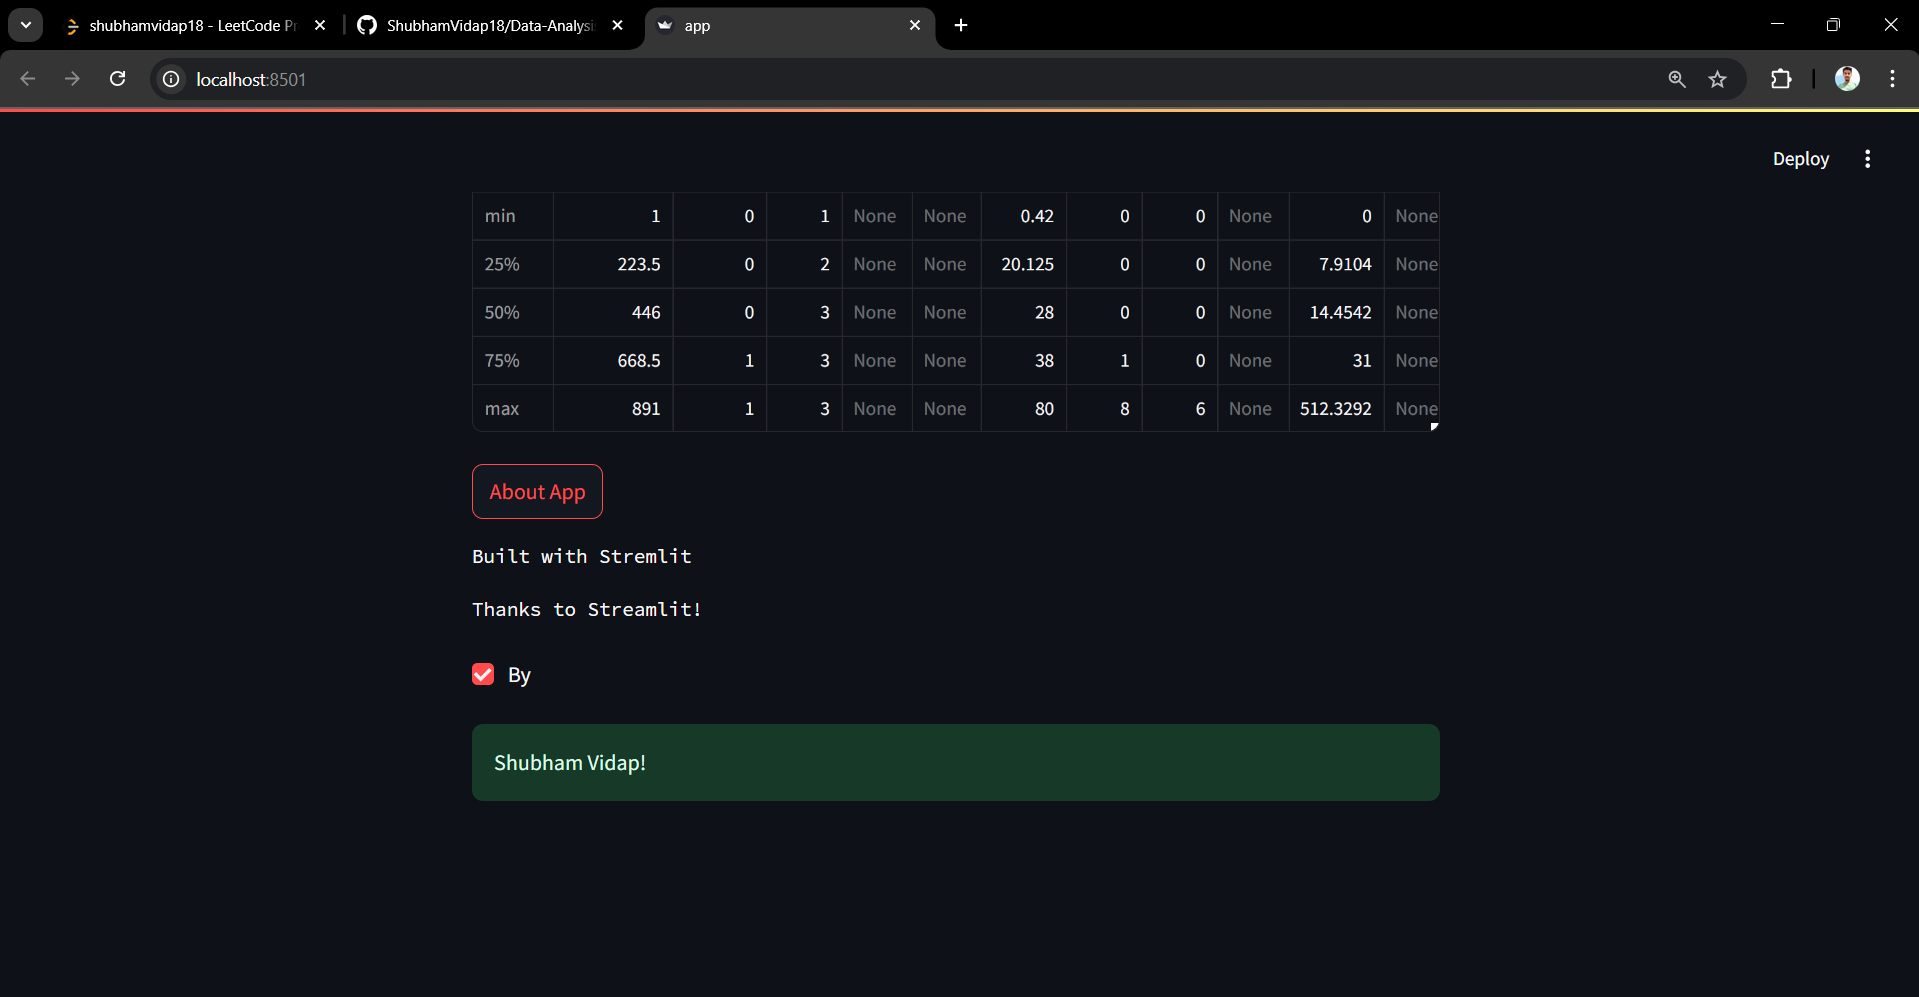 shubhamvidap18 - LeetCode Pr
ShubhamVidap18/Data-Analysi
app
localhost:8501
Deploy
min 1 0 1 None None 0.42 0 0 None 0 None
25% 223.5 0 2 None None 20.125 0 0 None 7.9104 None
50% 446 0 3 None None 28 0 0 None 14.4542 None
75% 668.5 1 3 None None 38 1 0 None 31 None
max 891 1 3 None None 80 8 6 None 512.3292 None
About App
Built with Stremlit
Thanks to Streamlit!
By
Shubham Vidap!